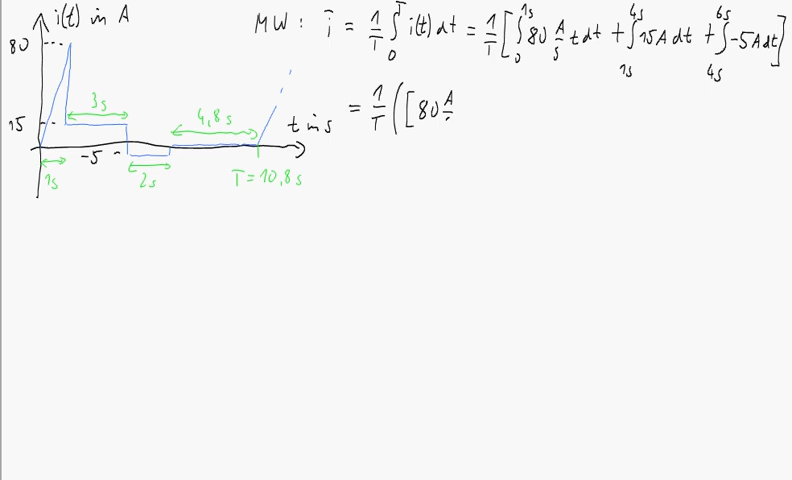 i(t) in A
80
15
-5
3s
4,8s
1s
2s
t in s
T = 10,8s
MW: i̅ = 1/T ∫₀ᵀ i(t) dt = 1/T [ ∫₀^1s 80 A/s t dt + ∫_1s^4s 15A dt + ∫_4s^6s -5A dt ]
= 1/T ( [ 80 A